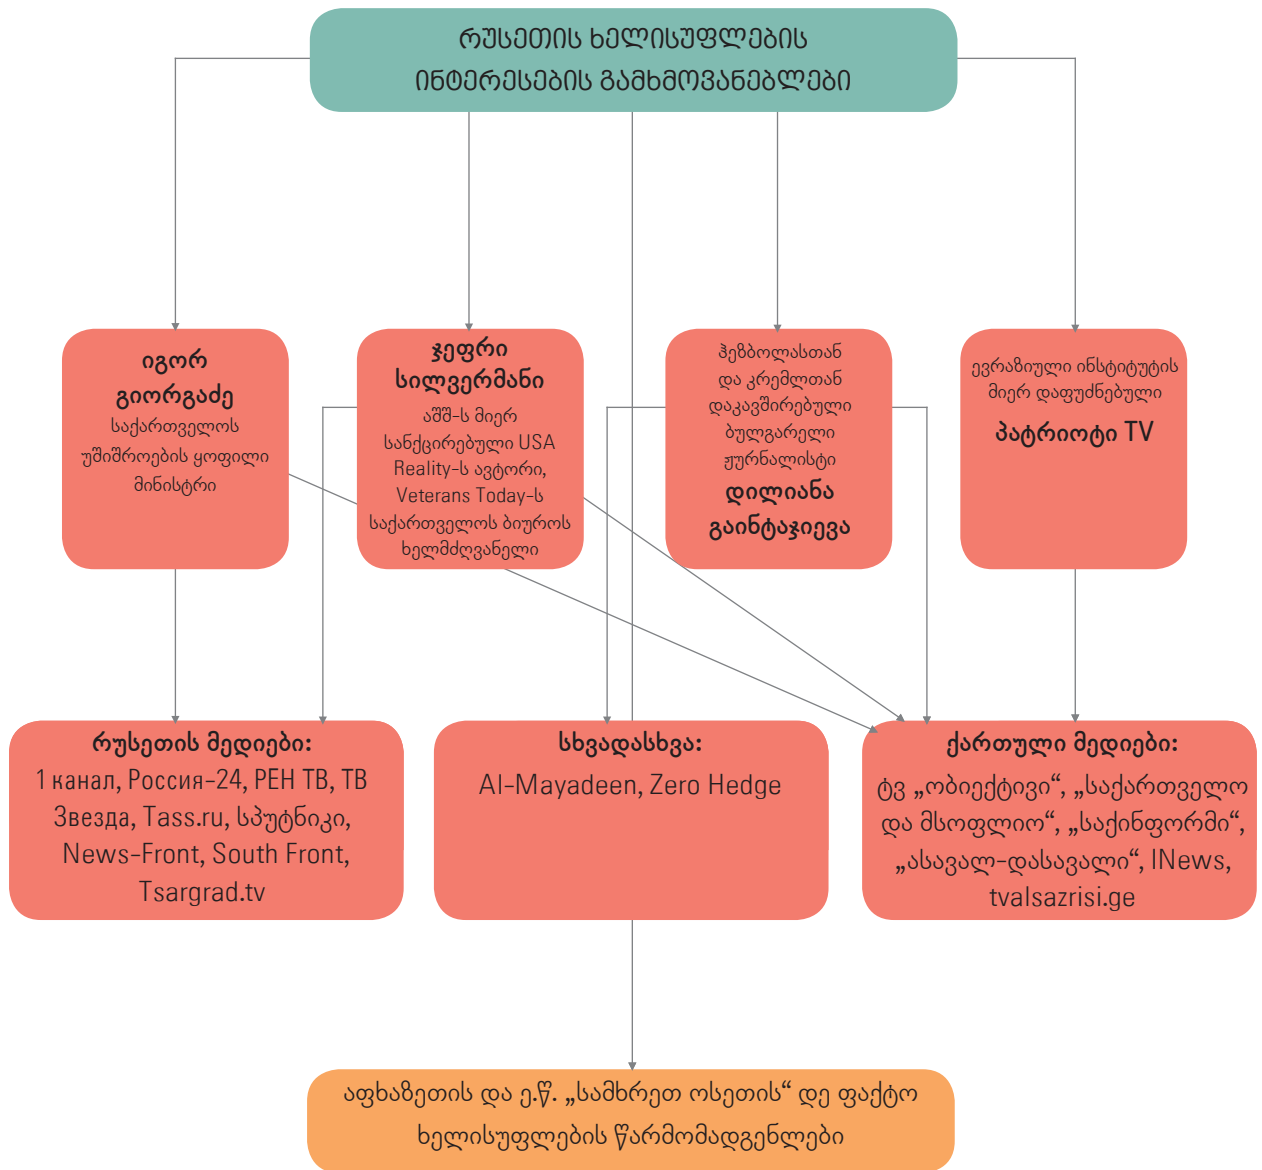 რუსეთის ხელისუფლების
ინტერესების გამხმოვანებლები
იგორ
გიორგაძე
საქართველოს
უშიშროების ყოფილი
მინისტრი
ჯეფრი
სილვერმანი
აშშ-ს მიერ
სანქცირებული USA
Reality-ს ავტორი,
Veterans Today-ს
საქართველოს ბიუროს
ხელმძღვანელი
ჰეზბოლასთან
და კრემლთან
დაკავშირებული
ბულგარელი
ჟურნალისტი
დილიანა
გაინტაჯიევა
ევრაზიული ინსტიტუტის
მიერ დაფუძნებული
პატრიოტი TV
რუსეთის მედიები:
1 канал, Россия-24, РЕН ТВ, ТВ
Звезда, Tass.ru, სპუტნიკი,
News-Front, South Front,
Tsargrad.tv
სხვადასხვა:
Al-Mayadeen, Zero Hedge
ქართული მედიები:
ტვ „ობიექტივი“, „საქართველო
და მსოფლიო“, „საქინფორმი“,
„ასავალ-დასავალი“, INews,
tvalsazrisi.ge
აფხაზეთის და ე.წ. „სამხრეთ ოსეთის“ დე ფაქტო
ხელისუფლების წარმომადგენლები